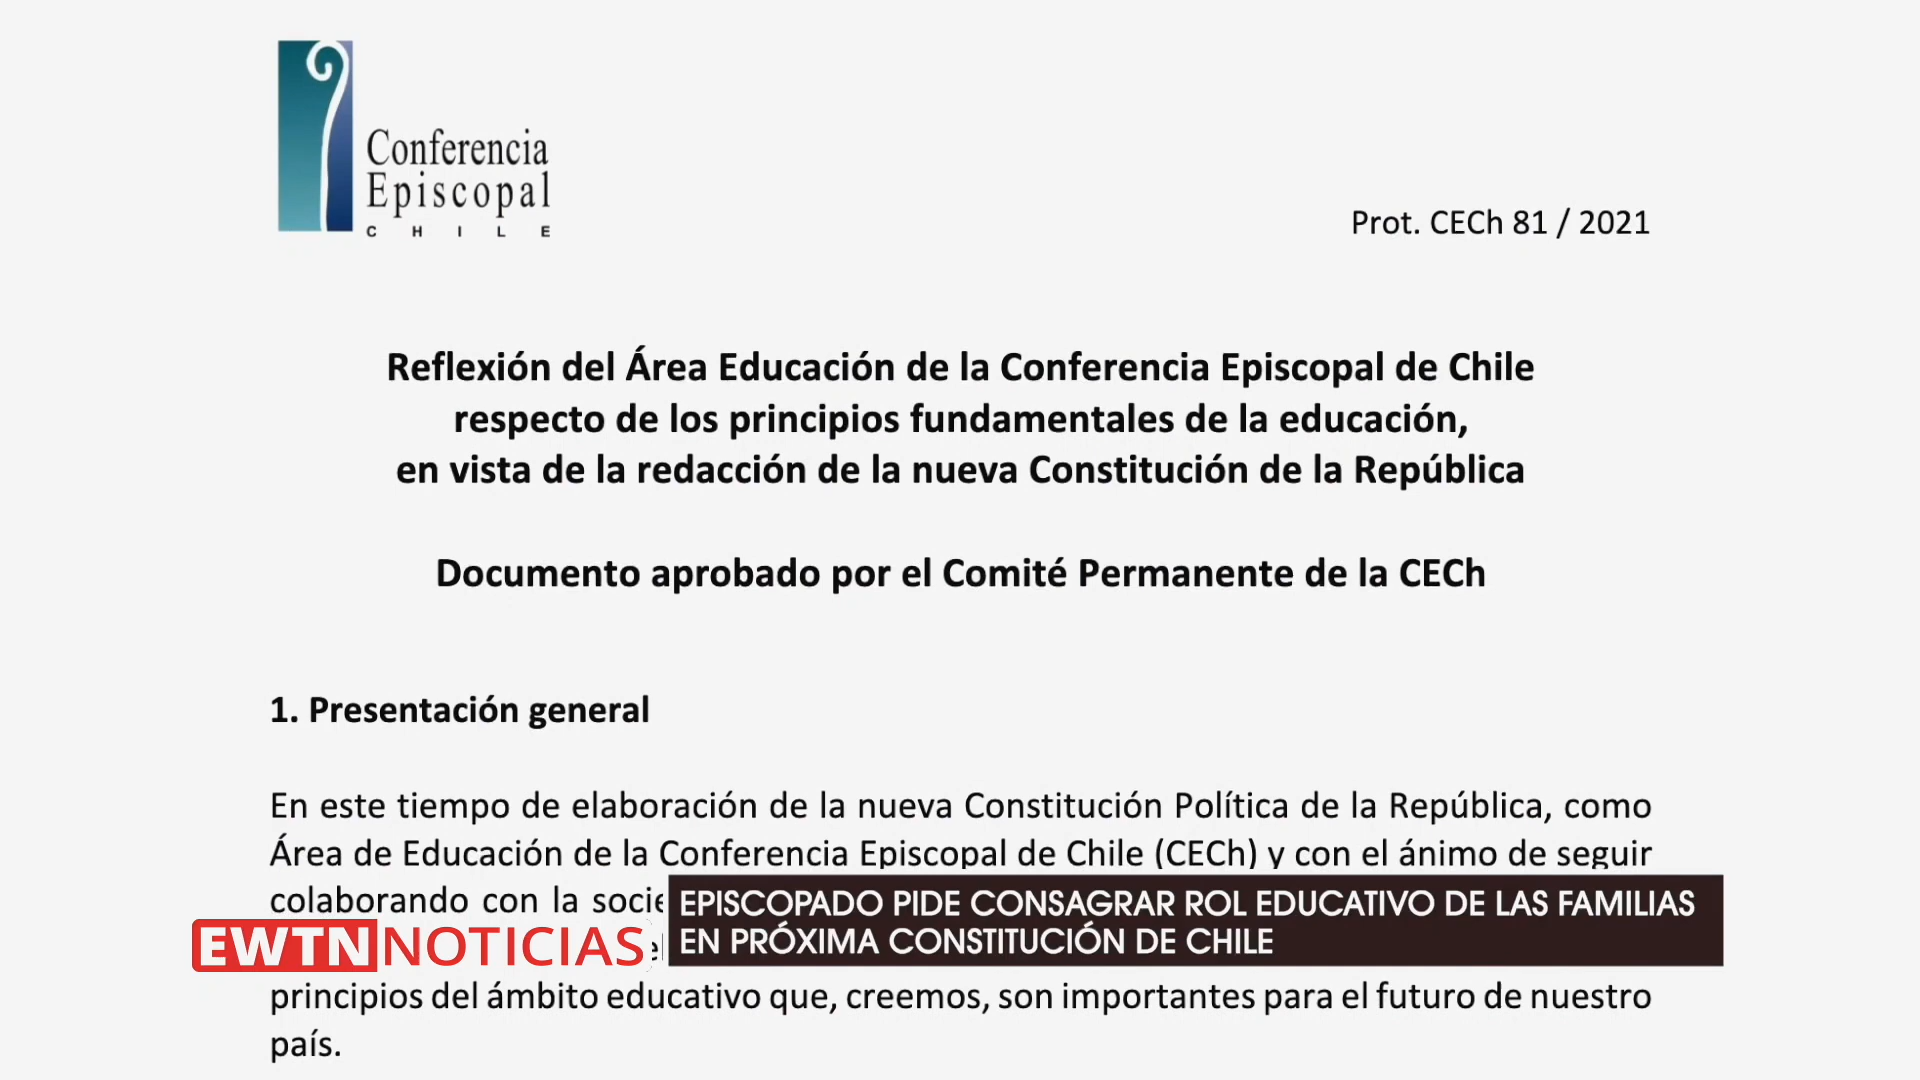 Conferencia
Episcopal
CHILE
Prot. CECh 81 / 2021
Reflexión del Área Educación de la Conferencia Episcopal de Chile
respecto de los principios fundamentales de la educación,
en vista de la redacción de la nueva Constitución de la República
Documento aprobado por el Comité Permanente de la CECh
1. Presentación general
En este tiempo de elaboración de la nueva Constitución Política de la República, como
Área de Educación de la Conferencia Episcopal de Chile (CECh) y con el ánimo de seguir
colaborando con la
EPISCOPADO PIDE CONSAGRAR ROL EDUCATIVO DE LAS FAMILIAS
EN PRÓXIMA CONSTITUCIÓN DE CHILE
EWTN NOTICIAS
principios del ámbito educativo que, creemos, son importantes para el futuro de nuestro
país.